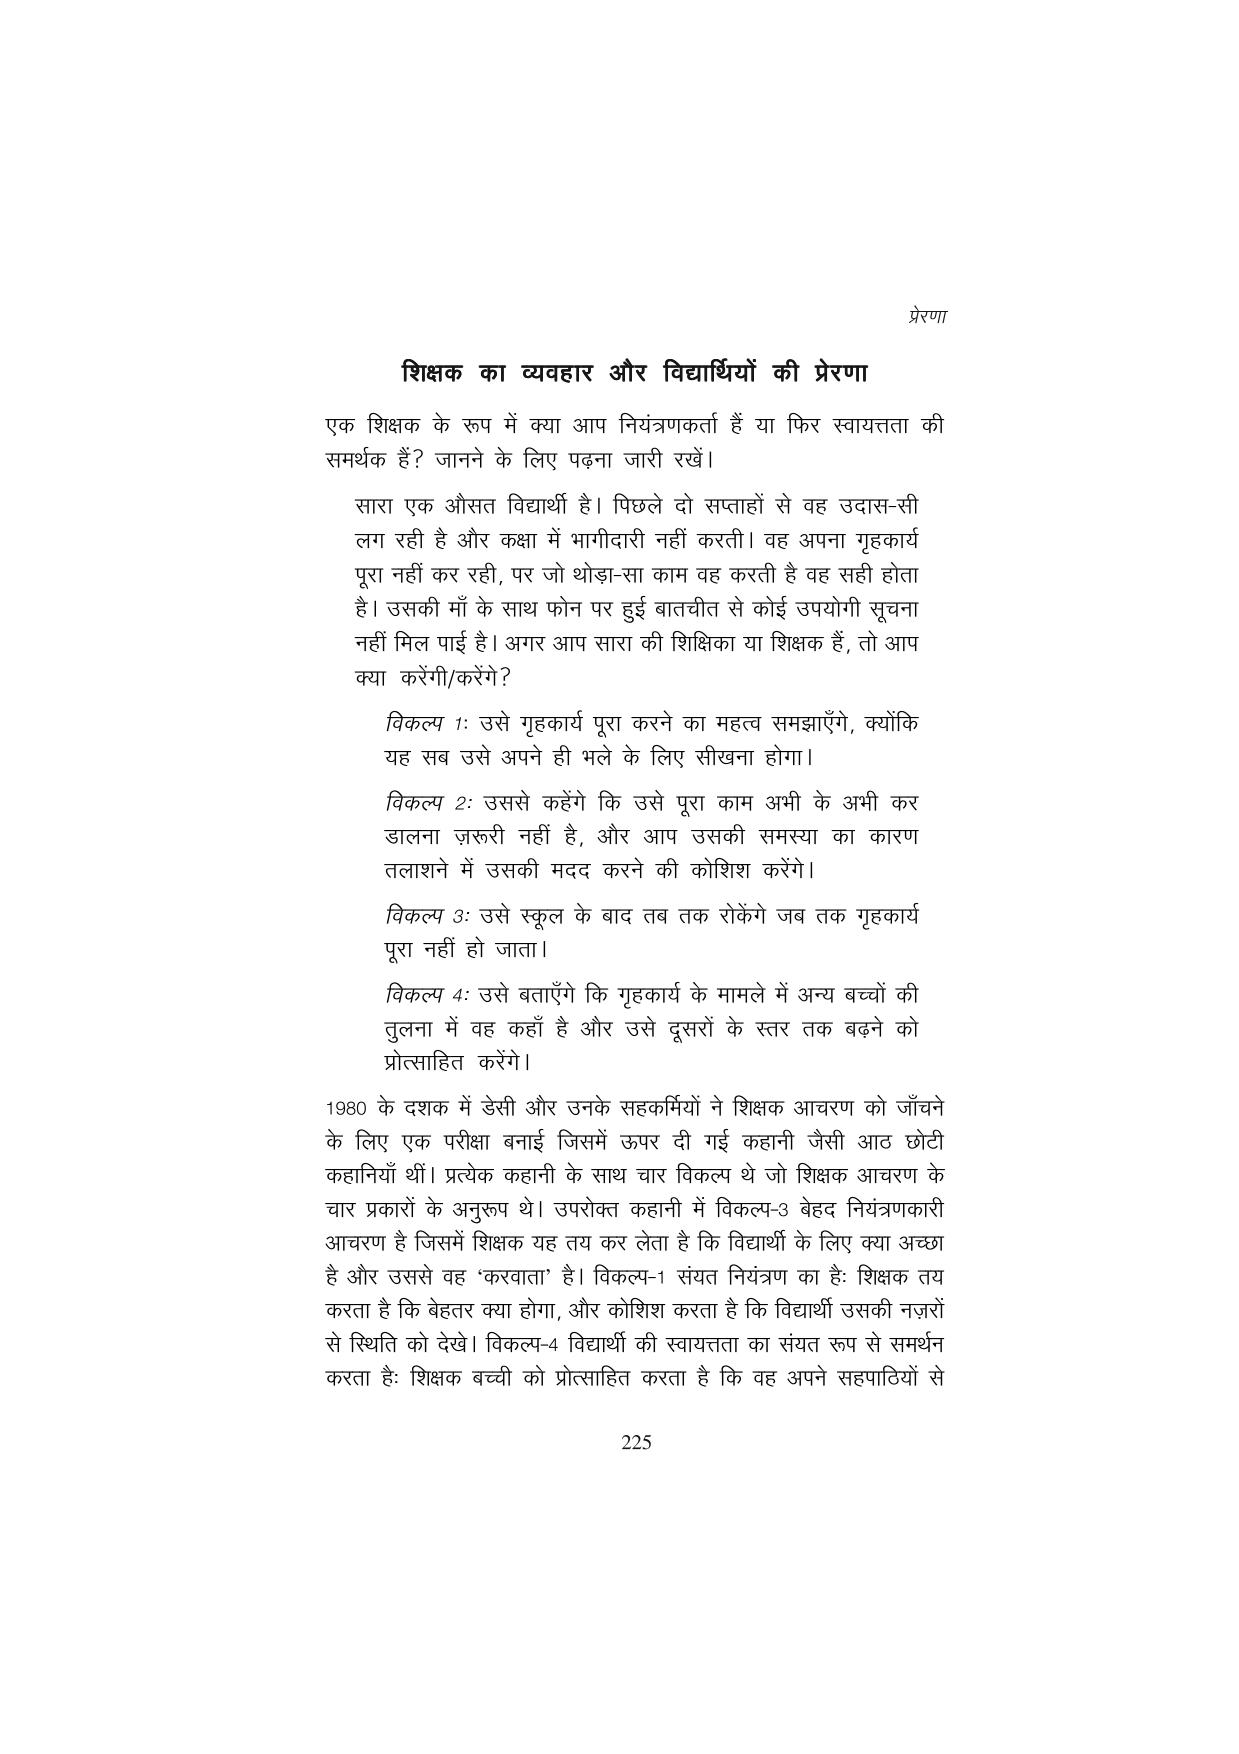 प्रेरणा
शिक्षक का व्यवहार और विद्यार्थियों की प्रेरणा
एक शिक्षक के रूप में क्या आप नियंत्रणकर्ता हैं या फिर स्वायत्तता की
समर्थक हैं? जानने के लिए पढ़ना जारी रखें।
सारा एक औसत विद्यार्थी है। पिछले दो सप्ताहों से वह उदास-सी
लग रही है और कक्षा में भागीदारी नहीं करती। वह अपना गृहकार्य
पूरा नहीं कर रही, पर जो थोड़ा-सा काम वह करती है वह सही होता
है। उसकी माँ के साथ फोन पर हुई बातचीत से कोई उपयोगी सूचना
नहीं मिल पाई है। अगर आप सारा की शिक्षिका या शिक्षक हैं, तो आप
क्या करेंगी/करेंगे?
विकल्प 1: उसे गृहकार्य पूरा करने का महत्व समझाएँगे, क्योंकि
यह सब उसे अपने ही भले के लिए सीखना होगा।
विकल्प 2: उससे कहेंगे कि उसे पूरा काम अभी के अभी कर
डालना ज़रूरी नहीं है, और आप उसकी समस्या का कारण
तलाशने में उसकी मदद करने की कोशिश करेंगे।
विकल्प 3: उसे स्कूल के बाद तब तक रोकेंगे जब तक गृहकार्य
पूरा नहीं हो जाता।
विकल्प 4: उसे बताएँगे कि गृहकार्य के मामले में अन्य बच्चों की
तुलना में वह कहाँ है और उसे दूसरों के स्तर तक बढ़ने को
प्रोत्साहित करेंगे।
1980 के दशक में डेसी और उनके सहकर्मियों ने शिक्षक आचरण को जाँचने
के लिए एक परीक्षा बनाई जिसमें ऊपर दी गई कहानी जैसी आठ छोटी
कहानियाँ थीं। प्रत्येक कहानी के साथ चार विकल्प थे जो शिक्षक आचरण के
चार प्रकारों के अनुरूप थे। उपरोक्त कहानी में विकल्प-3 बेहद नियंत्रणकारी
आचरण है जिसमें शिक्षक यह तय कर लेता है कि विद्यार्थी के लिए क्या अच्छा
है और उससे वह ‘करवाता’ है। विकल्प-1 संयत नियंत्रण का है: शिक्षक तय
करता है कि बेहतर क्या होगा, और कोशिश करता है कि विद्यार्थी उसकी नज़रों
से स्थिति को देखे। विकल्प-4 विद्यार्थी की स्वायत्तता का संयत रूप से समर्थन
करता है: शिक्षक बच्ची को प्रोत्साहित करता है कि वह अपने सहपाठियों से
225